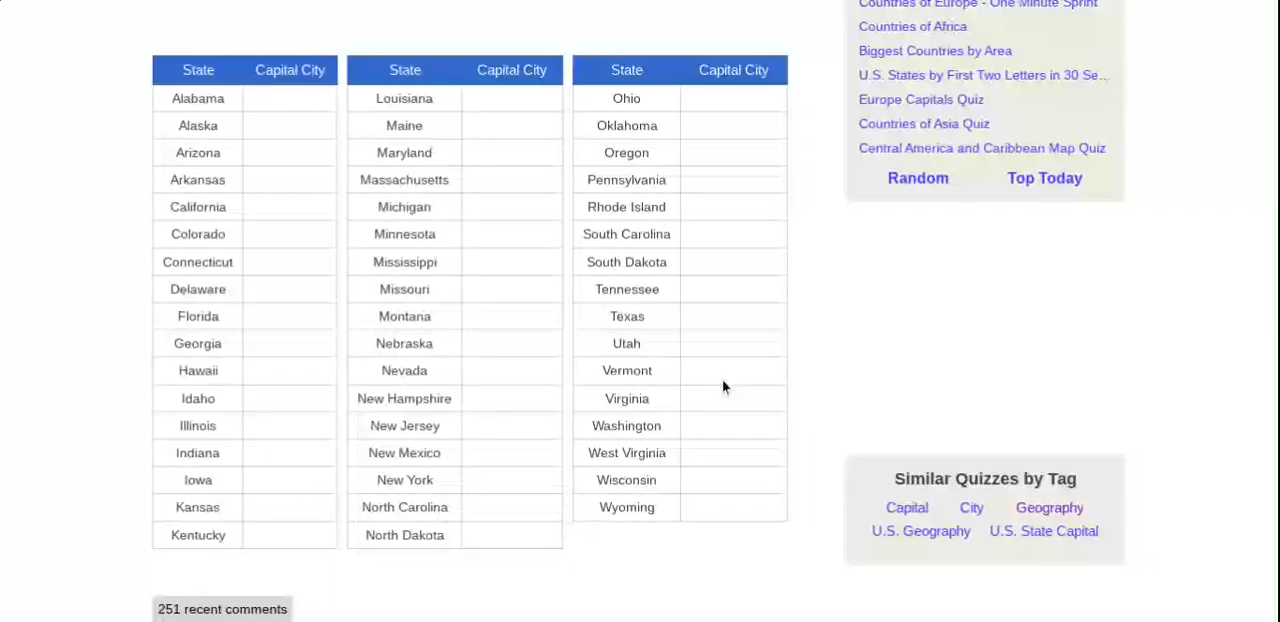 Countries of Europe - One Minute Sprint
Countries of Africa
Biggest Countries by Area
U.S. States by First Two Letters in 30 Se...
Europe Capitals Quiz
Countries of Asia Quiz
Central America and Caribbean Map Quiz
Random Top Today
State Capital City State Capital City State Capital City
Alabama Louisiana Ohio
Alaska Maine Oklahoma
Arizona Maryland Oregon
Arkansas Massachusetts Pennsylvania
California Michigan Rhode Island
Colorado Minnesota South Carolina
Connecticut Mississippi South Dakota
Delaware Missouri Tennessee
Florida Montana Texas
Georgia Nebraska Utah
Hawaii Nevada Vermont
Idaho New Hampshire Virginia
Illinois New Jersey Washington
Indiana New Mexico West Virginia
Iowa New York Wisconsin
Kansas North Carolina Wyoming
Kentucky North Dakota
Similar Quizzes by Tag
Capital City Geography
U.S. Geography U.S. State Capital
251 recent comments